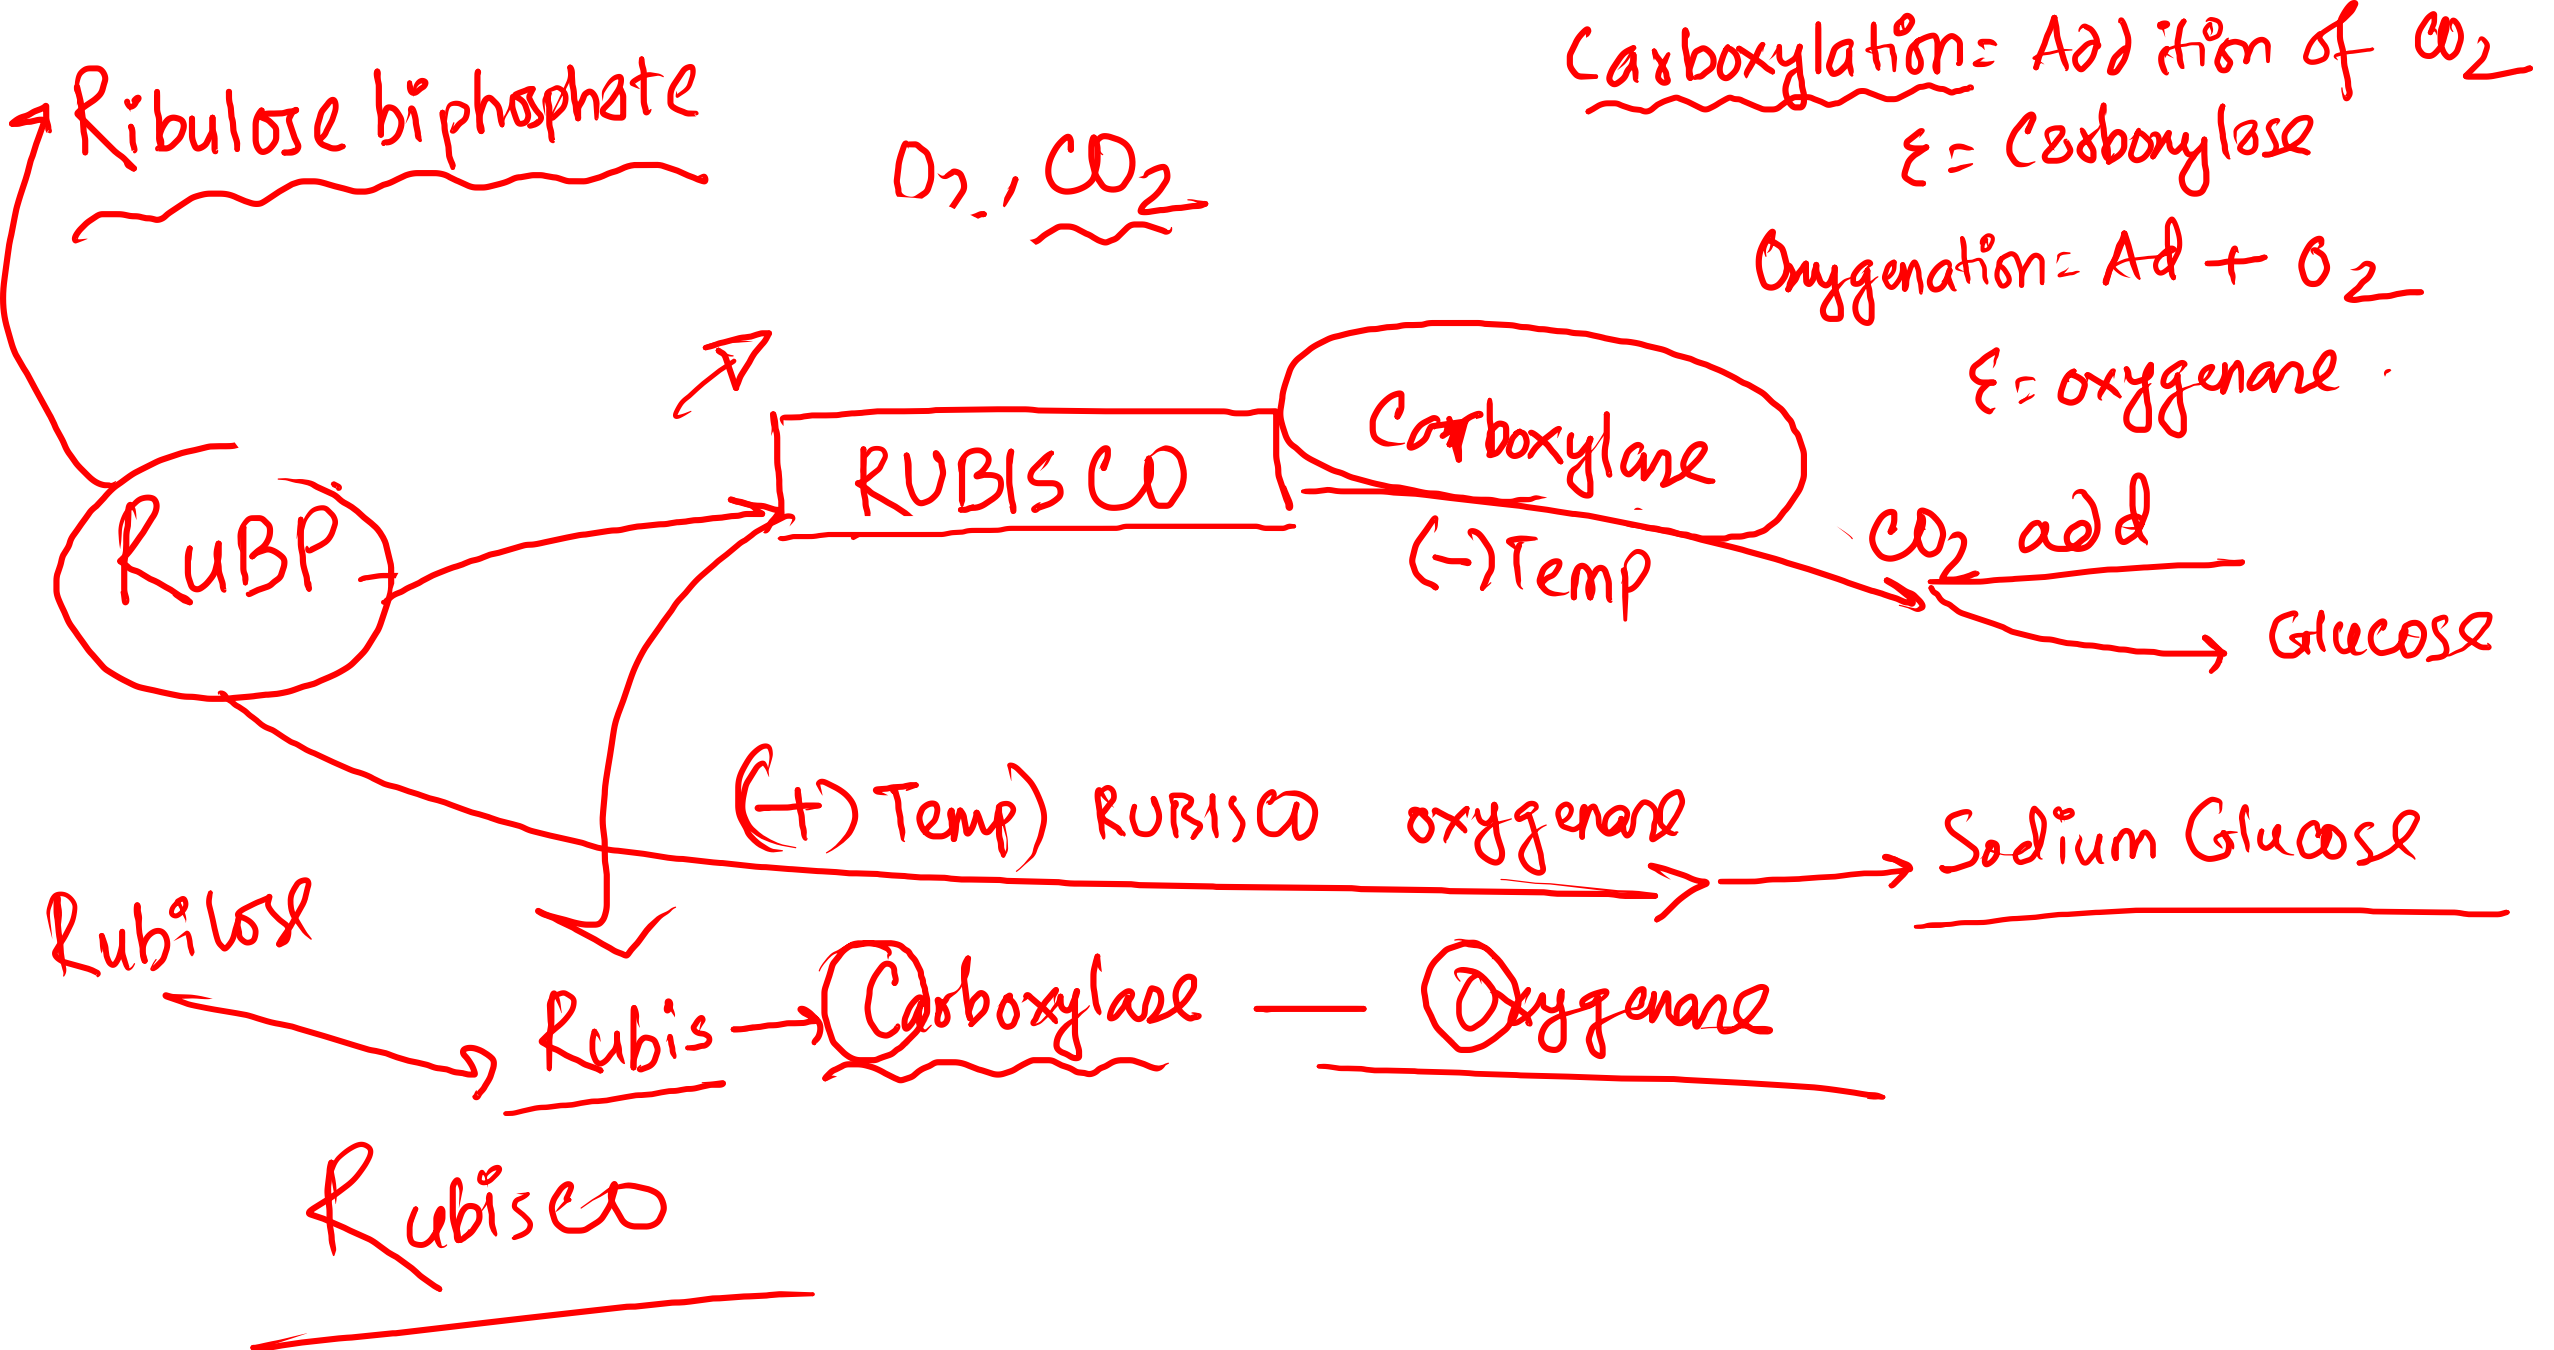 Carboxylation = Addition of CO2
Ribulose biphosphate
O2, CO2
ε = Carboxylase
Oxygenation = Ad + O2
ε = oxygenase
RUBISCO
Carboxylase
RuBP
(-) Temp
CO2 add
Glucose
(+) Temp) RUBISCO oxygenase
Sodium Glucose
Rubilose
Rubis → Carboxylase — Oxygenase
Rubisco